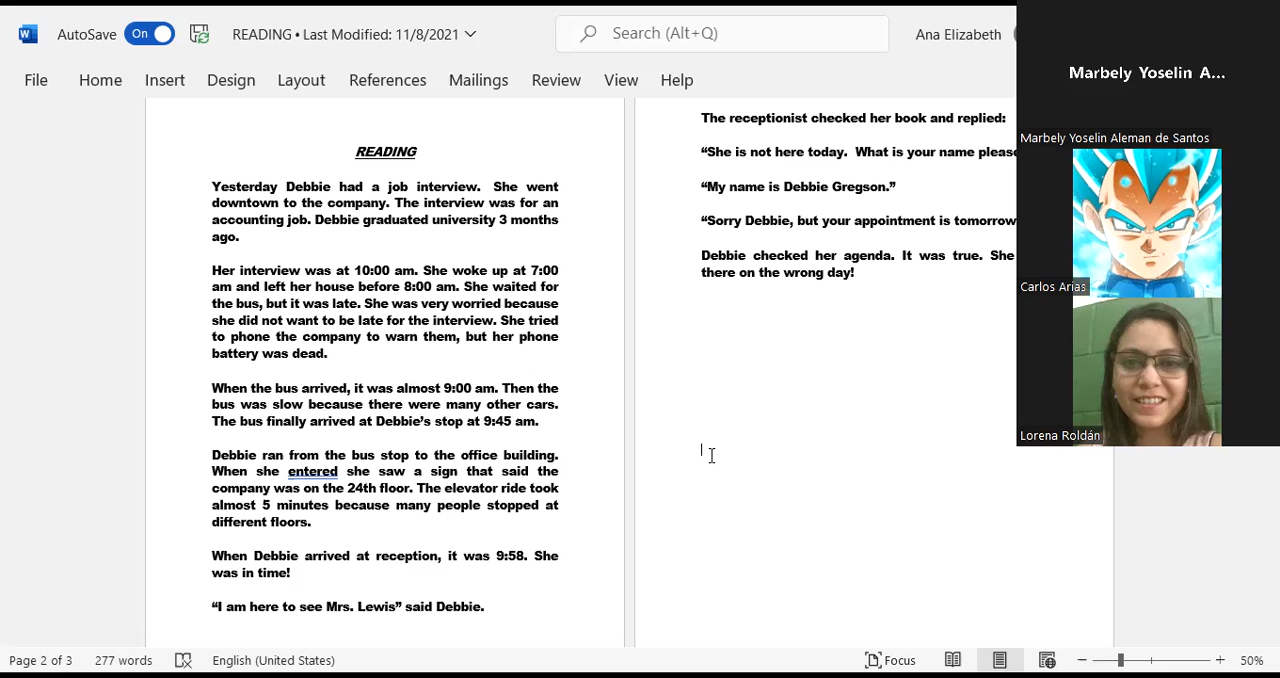 AutoSave On READING • Last Modified: 11/8/2021 Search (Alt+Q) Ana Elizabeth
File Home Insert Design Layout References Mailings Review View Help
READING
Yesterday Debbie had a job interview. She went
downtown to the company. The interview was for an
accounting job. Debbie graduated university 3 months
ago.
Her interview was at 10:00 am. She woke up at 7:00
am and left her house before 8:00 am. She waited for
the bus, but it was late. She was very worried because
she did not want to be late for the interview. She tried
to phone the company to warn them, but her phone
battery was dead.
When the bus arrived, it was almost 9:00 am. Then the
bus was slow because there were many other cars.
The bus finally arrived at Debbie’s stop at 9:45 am.
Debbie ran from the bus stop to the office building.
When she entered she saw a sign that said the
company was on the 24th floor. The elevator ride took
almost 5 minutes because many people stopped at
different floors.
When Debbie arrived at reception, it was 9:58. She
was in time!
“I am here to see Mrs. Lewis” said Debbie.
The receptionist checked her book and replied:
“She is not here today. What is your name please
“My name is Debbie Gregson.”
“Sorry Debbie, but your appointment is tomorrow
Debbie checked her agenda. It was true. She
there on the wrong day!
Marbely Yoselin A...
Marbely Yoselin Aleman de Santos
Carlos Arias
Lorena Roldán
Page 2 of 3 277 words English (United States) Focus 50%